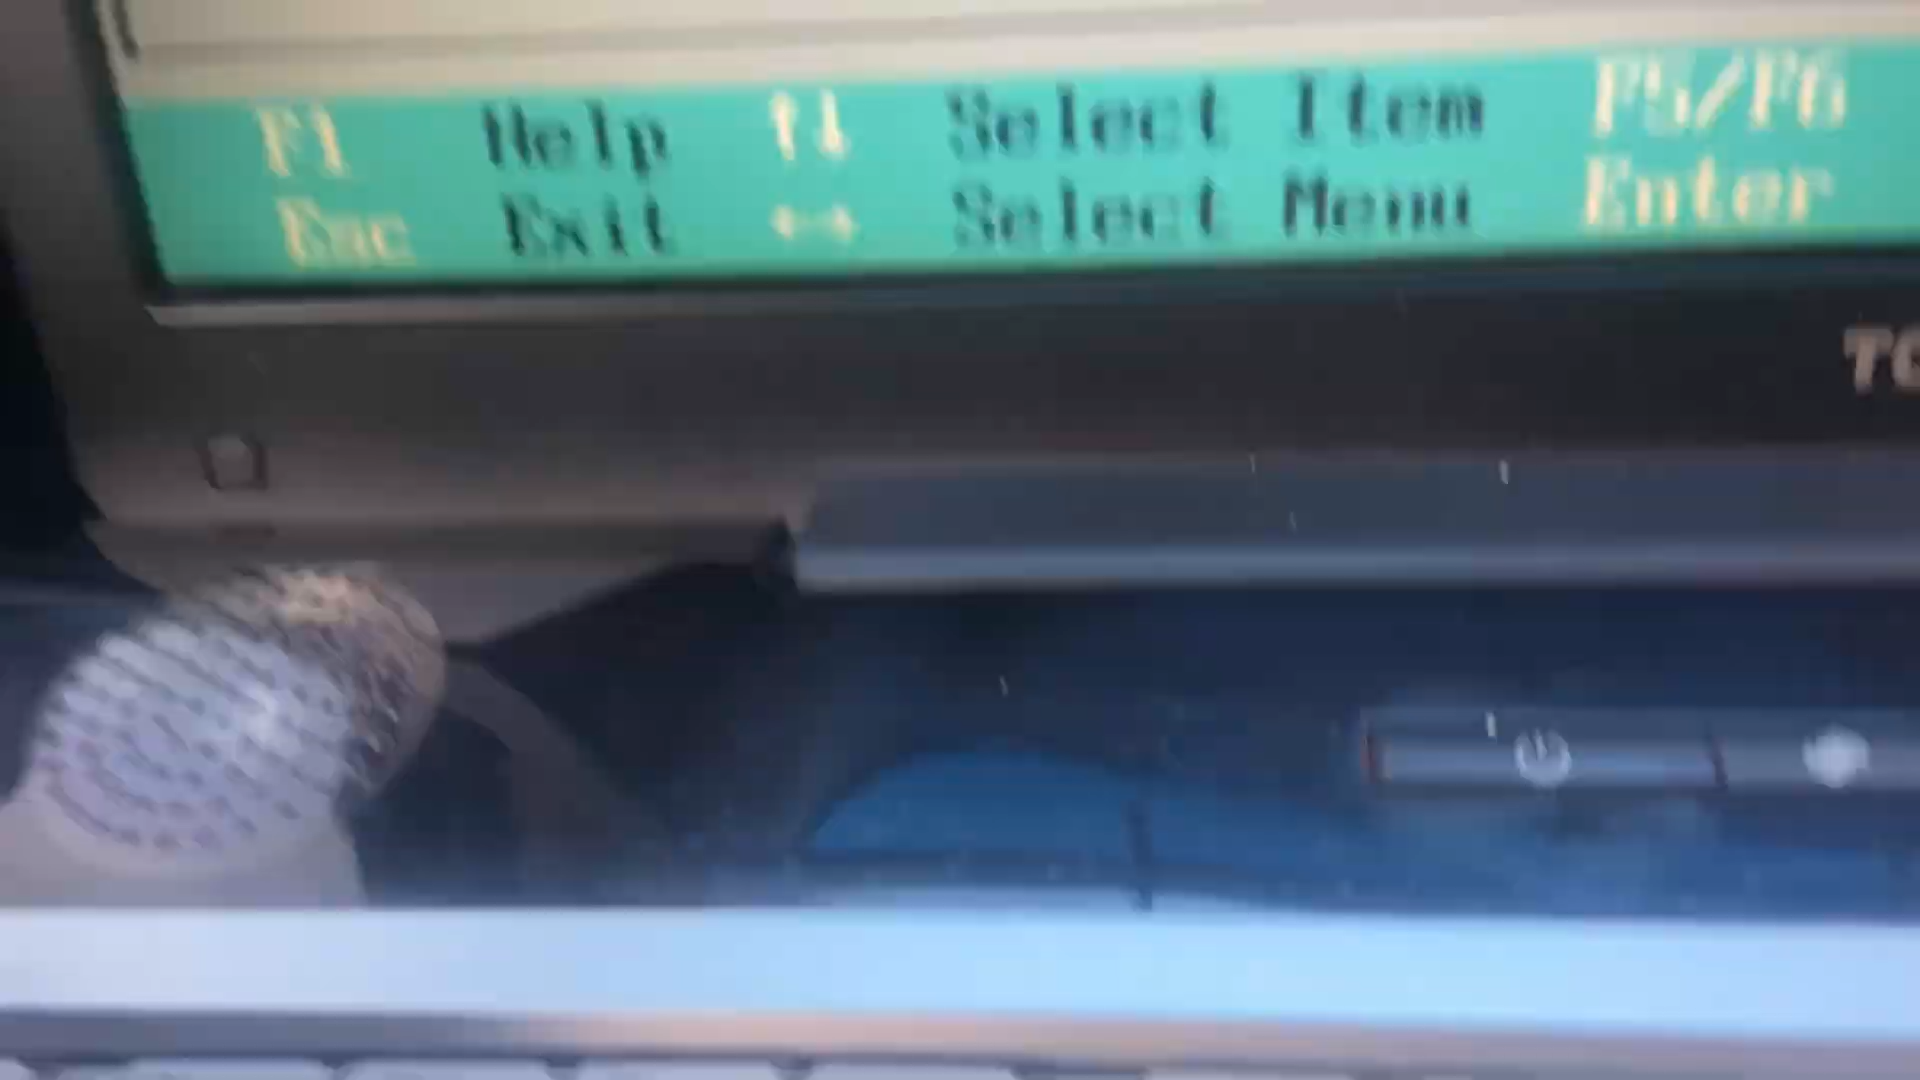 F1 Help ↑↓ Select Item F5/F6
Esc Exit ←→ Select Menu Enter